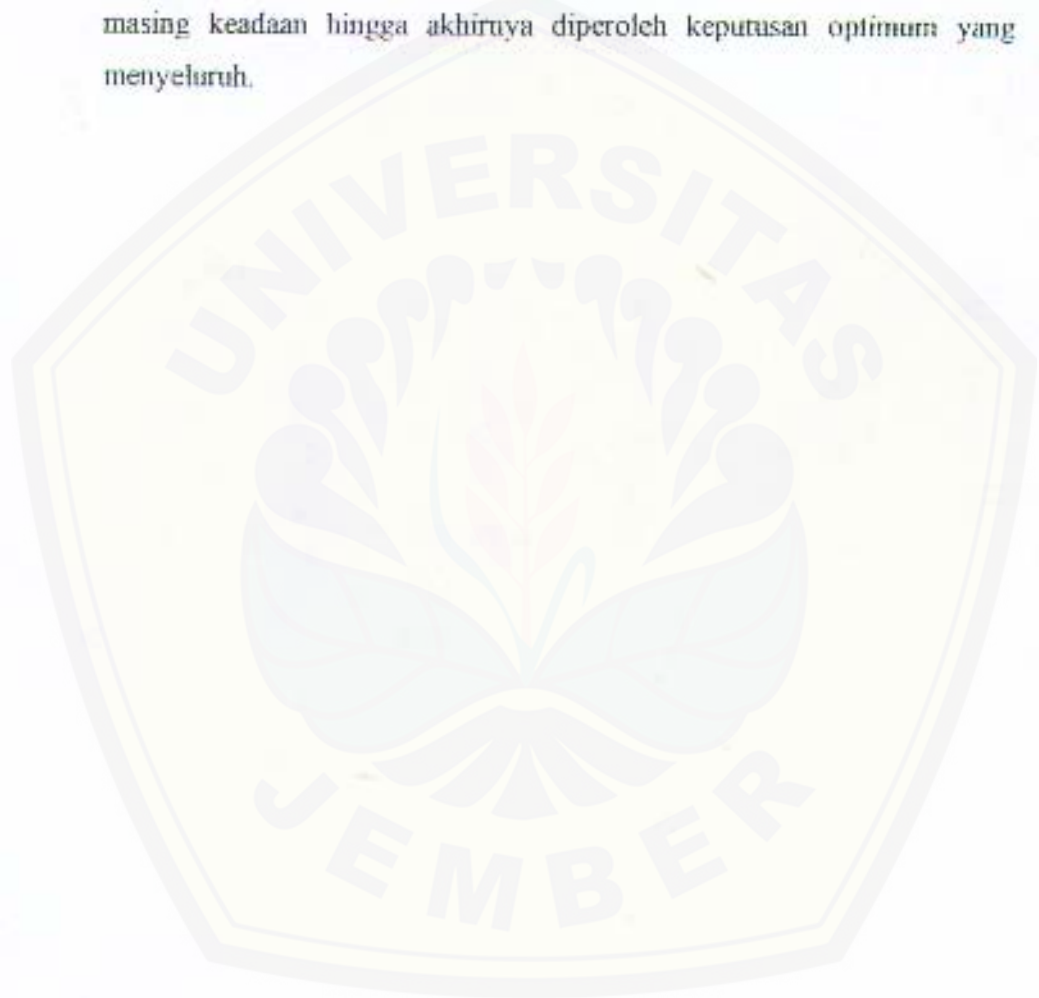 masing keadaan hingga akhirnya diperoleh keputusan optimum yang
menyeluruh.
UNIVERSITAS
JEMBER